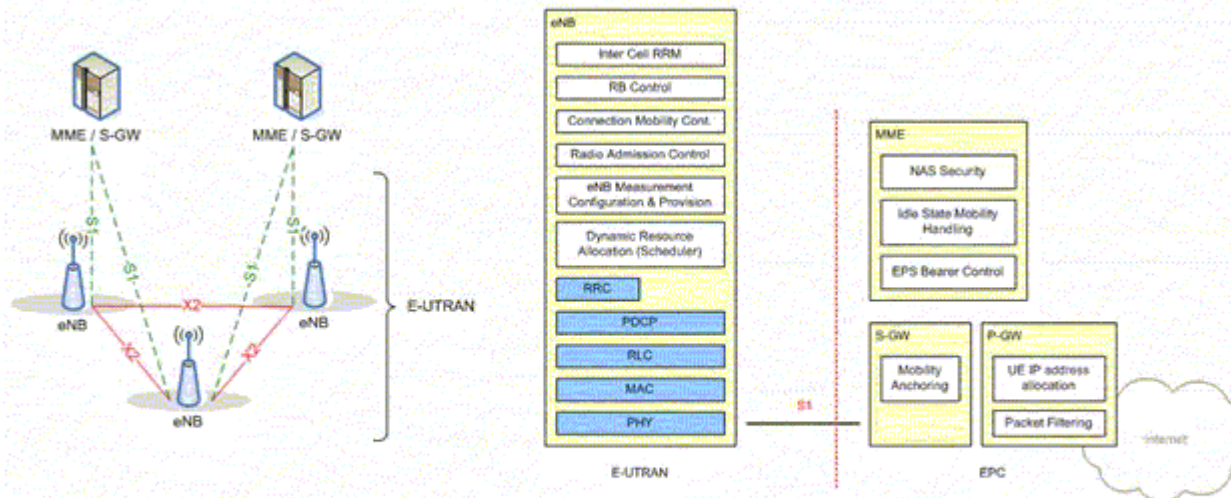 MME / S-GW
MME / S-GW
S1
S1
S1
S1
X2
X2
X2
eNB
eNB
eNB
E-UTRAN
eNB
Inter Cell RRM
RB Control
Connection Mobility Cont.
Radio Admission Control
eNB Measurement
Configuration & Provision
Dynamic Resource
Allocation (Scheduler)
RRC
PDCP
RLC
MAC
PHY
E-UTRAN
S1
MME
NAS Security
Idle State Mobility
Handling
EPS Bearer Control
S-GW
Mobility
Anchoring
P-GW
UE IP address
allocation
Packet Filtering
EPC
internet